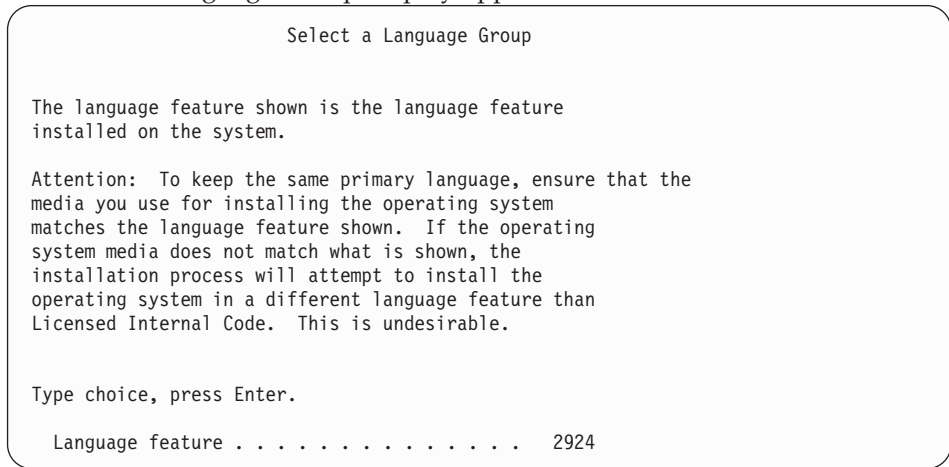 Select a Language Group
The language feature shown is the language feature
installed on the system.
Attention:  To keep the same primary language, ensure that the
media you use for installing the operating system
matches the language feature shown.  If the operating
system media does not match what is shown, the
installation process will attempt to install the
operating system in a different language feature than
Licensed Internal Code.  This is undesirable.
Type choice, press Enter.
Language feature . . . . . . . . . . . . . .   2924